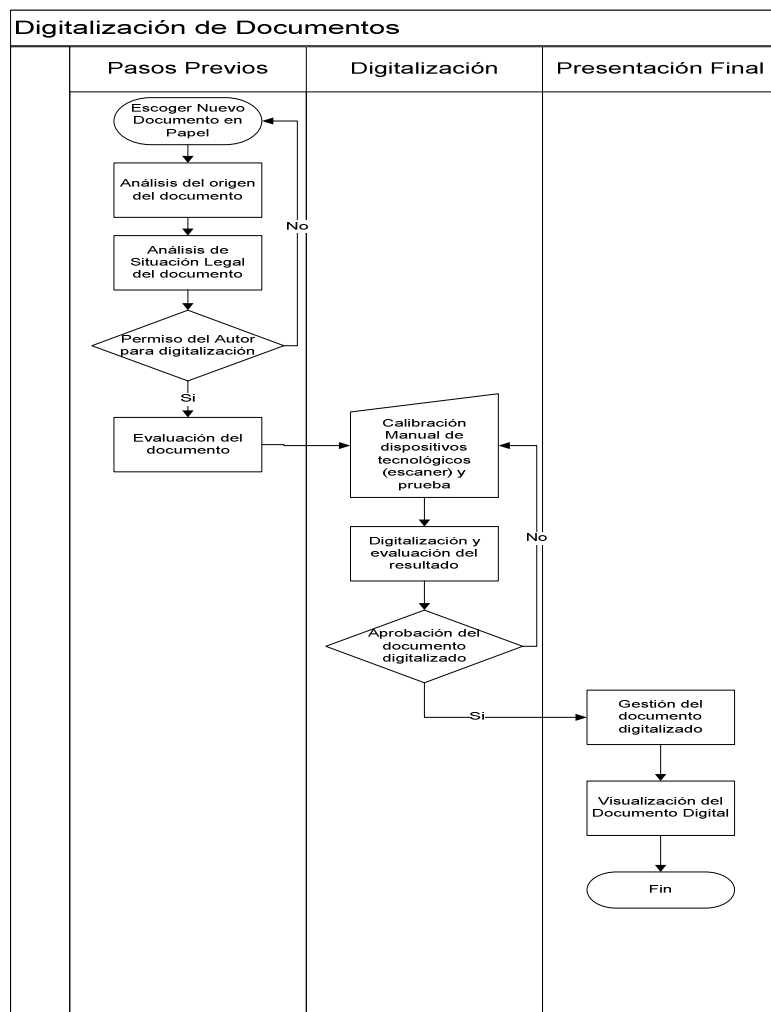 Digitalización de Documentos
Pasos Previos
Digitalización
Presentación Final
Escoger Nuevo
Documento en
Papel
Análisis del origen
del documento
No
Análisis de
Situación Legal
del documento
Permiso del Autor
para digitalización
Si
Evaluación del
documento
Calibración
Manual de
dispositivos
tecnológicos
(escaner) y
prueba
Digitalización y
evaluación del
resultado
No
Aprobación del
documento
digitalizado
Si
Gestión del
documento
digitalizado
Visualización del
Documento Digital
Fin